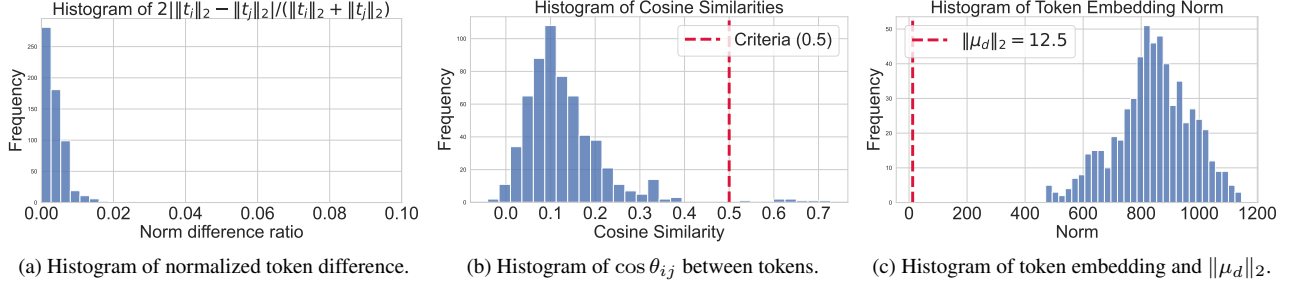 Histogram of 2|‖t_i‖_2 − ‖t_j‖_2|/(‖t_i‖_2 + ‖t_j‖_2)
Frequency
250
200
150
100
50
0
0.00 0.02 0.04 0.06 0.08 0.10
Norm difference ratio
(a) Histogram of normalized token difference.
Histogram of Cosine Similarities
Criteria (0.5)
Frequency
100
80
60
40
20
0
0.0 0.1 0.2 0.3 0.4 0.5 0.6 0.7
Cosine Similarity
(b) Histogram of cos θ_ij between tokens.
Histogram of Token Embedding Norm
‖μ_d‖_2 = 12.5
Frequency
50
40
30
20
10
0
0 200 400 600 800 1000 1200
Norm
(c) Histogram of token embedding and ‖μ_d‖_2.